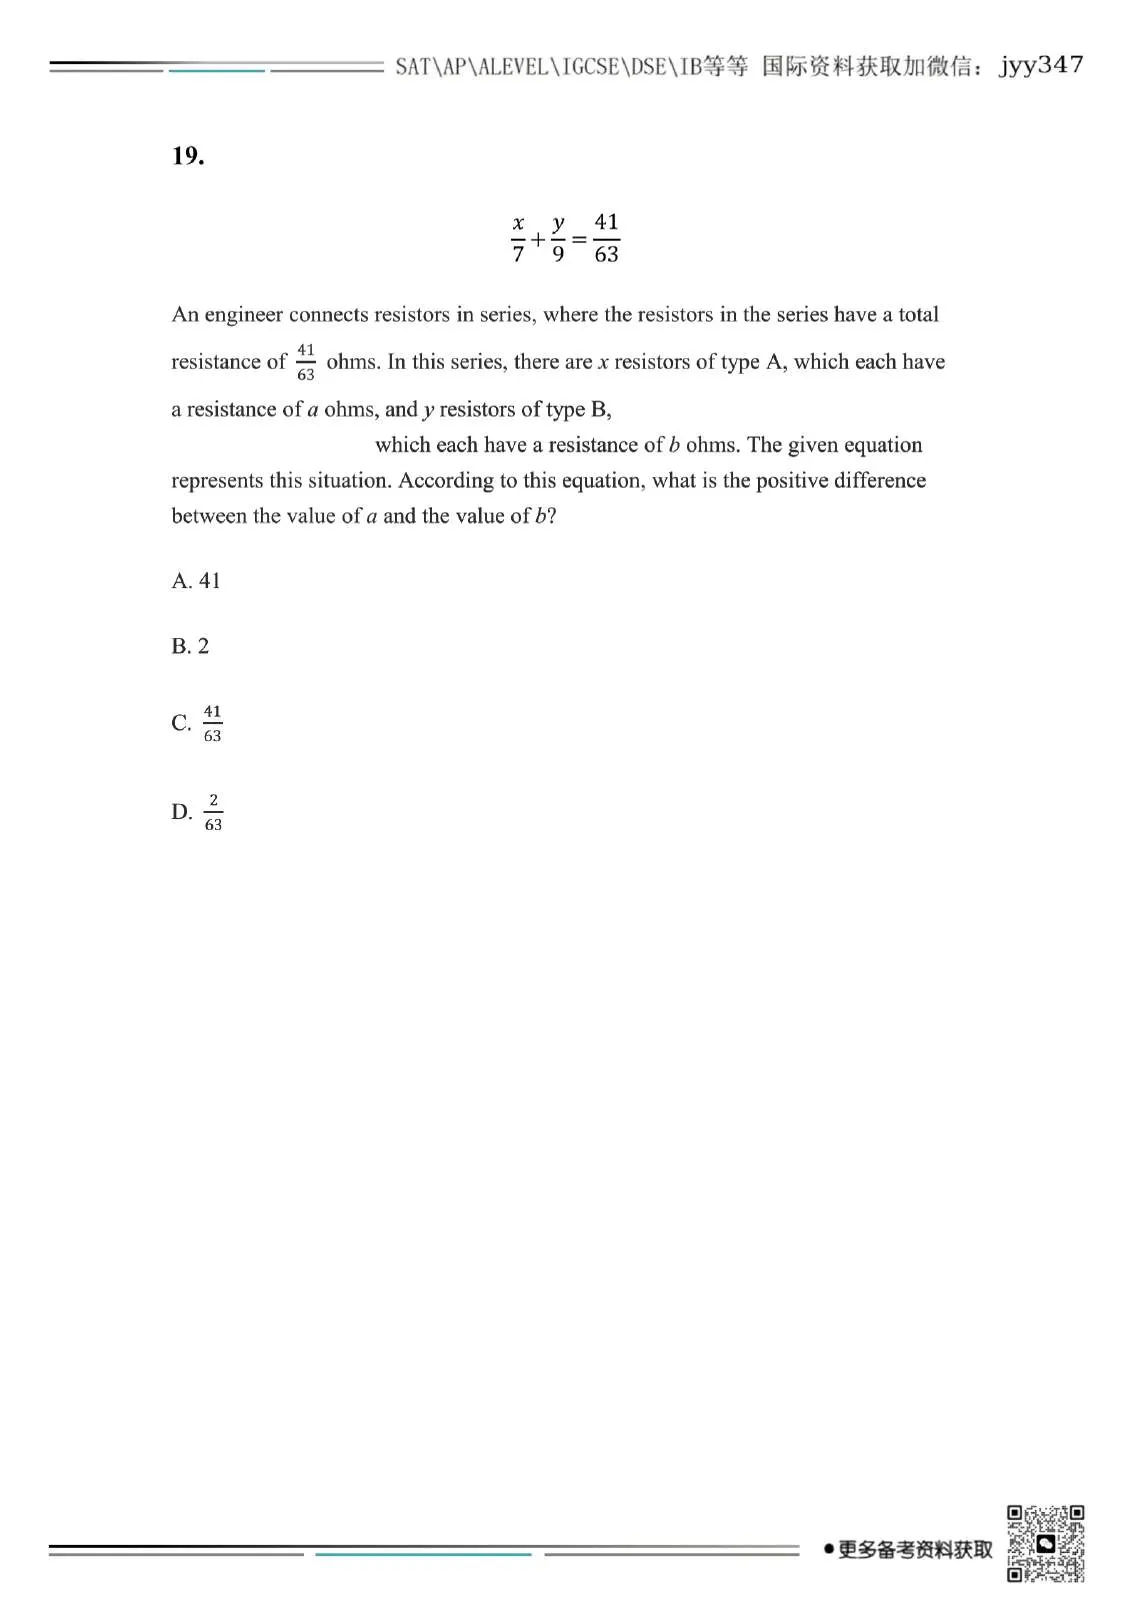 SAT\AP\ALEVEL\IGCSE\DSE\IB等等 国际资料获取加微信： jyy347
19.
x/7 + y/9 = 41/63
An engineer connects resistors in series, where the resistors in the series have a total
resistance of 41/63 ohms. In this series, there are x resistors of type A, which each have
a resistance of a ohms, and y resistors of type B,
which each have a resistance of b ohms. The given equation
represents this situation. According to this equation, what is the positive difference
between the value of a and the value of b?
A. 41
B. 2
C. 41/63
D. 2/63
●更多备考资料获取